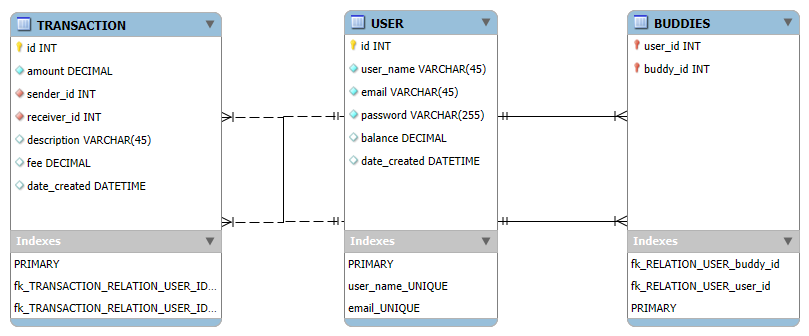 TRANSACTION
id INT
amount DECIMAL
sender_id INT
receiver_id INT
description VARCHAR(45)
fee DECIMAL
date_created DATETIME
Indexes
PRIMARY
fk_TRANSACTION_RELATION_USER_ID...
fk_TRANSACTION_RELATION_USER_ID...
USER
id INT
user_name VARCHAR(45)
email VARCHAR(45)
password VARCHAR(255)
balance DECIMAL
date_created DATETIME
Indexes
PRIMARY
user_name_UNIQUE
email_UNIQUE
BUDDIES
user_id INT
buddy_id INT
Indexes
fk_RELATION_USER_buddy_id
fk_RELATION_USER_user_id
PRIMARY